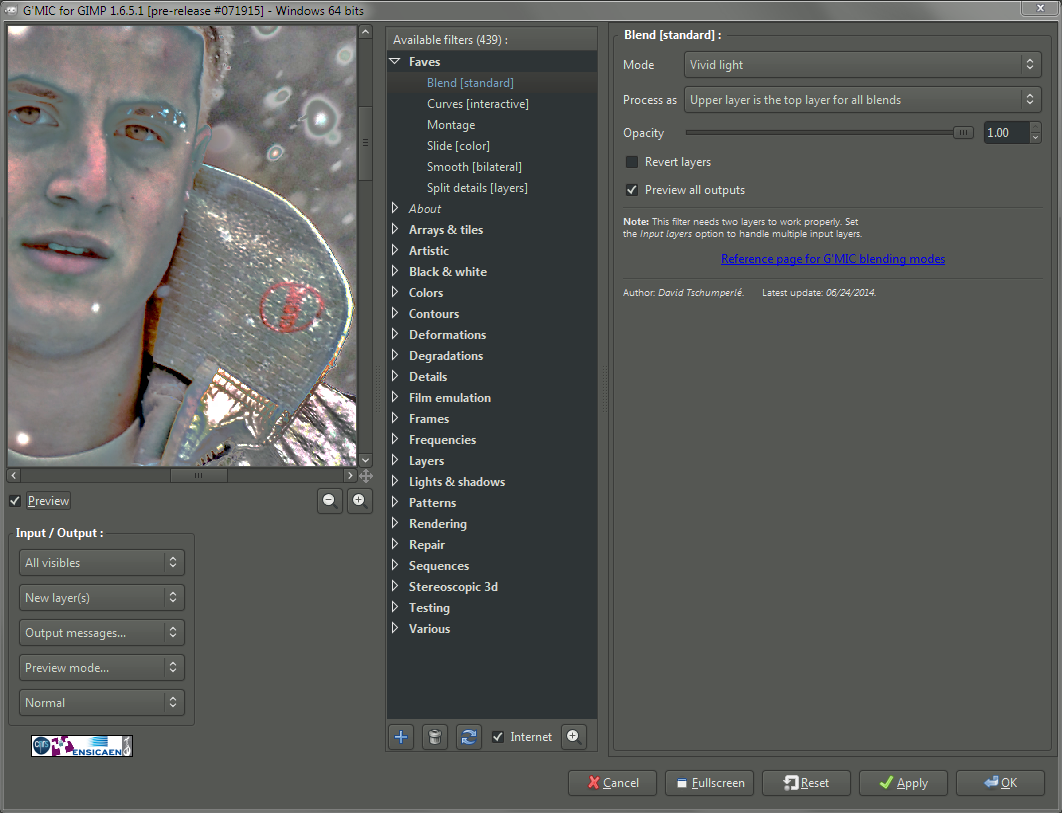 G'MIC for GIMP 1.6.5.1 [pre-release #071915] - Windows 64 bits
Preview
Input / Output :
All visibles
New layer(s)
Output messages...
Preview mode...
Normal
cnrs
ENSICAEN
Available filters (439) :
Faves
Blend [standard]
Curves [interactive]
Montage
Slide [color]
Smooth [bilateral]
Split details [layers]
About
Arrays & tiles
Artistic
Black & white
Colors
Contours
Deformations
Degradations
Details
Film emulation
Frames
Frequencies
Layers
Lights & shadows
Patterns
Rendering
Repair
Sequences
Stereoscopic 3d
Testing
Various
Internet
Blend [standard] :
Mode Vivid light
Process as Upper layer is the top layer for all blends
Opacity 1.00
Revert layers
Preview all outputs
Note: This filter needs two layers to work properly. Set
the Input layers option to handle multiple input layers.
Reference page for G'MIC blending modes
Author: David Tschumperlé. Latest update: 06/24/2014.
Cancel Fullscreen Reset Apply OK